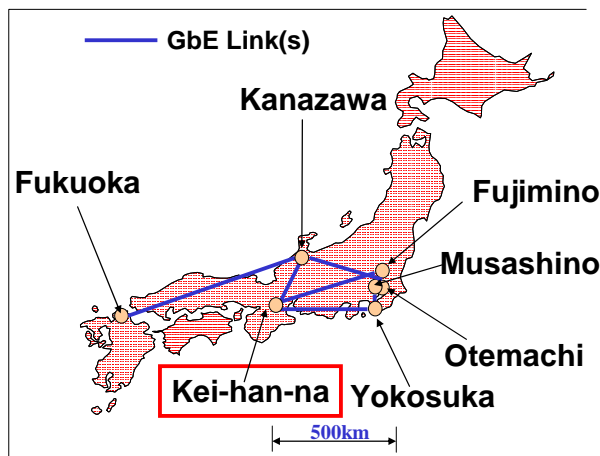 GbE Link(s)
Kanazawa
Fukuoka
Fujimino
Musashino
Otemachi
Kei-han-na
Yokosuka
500km